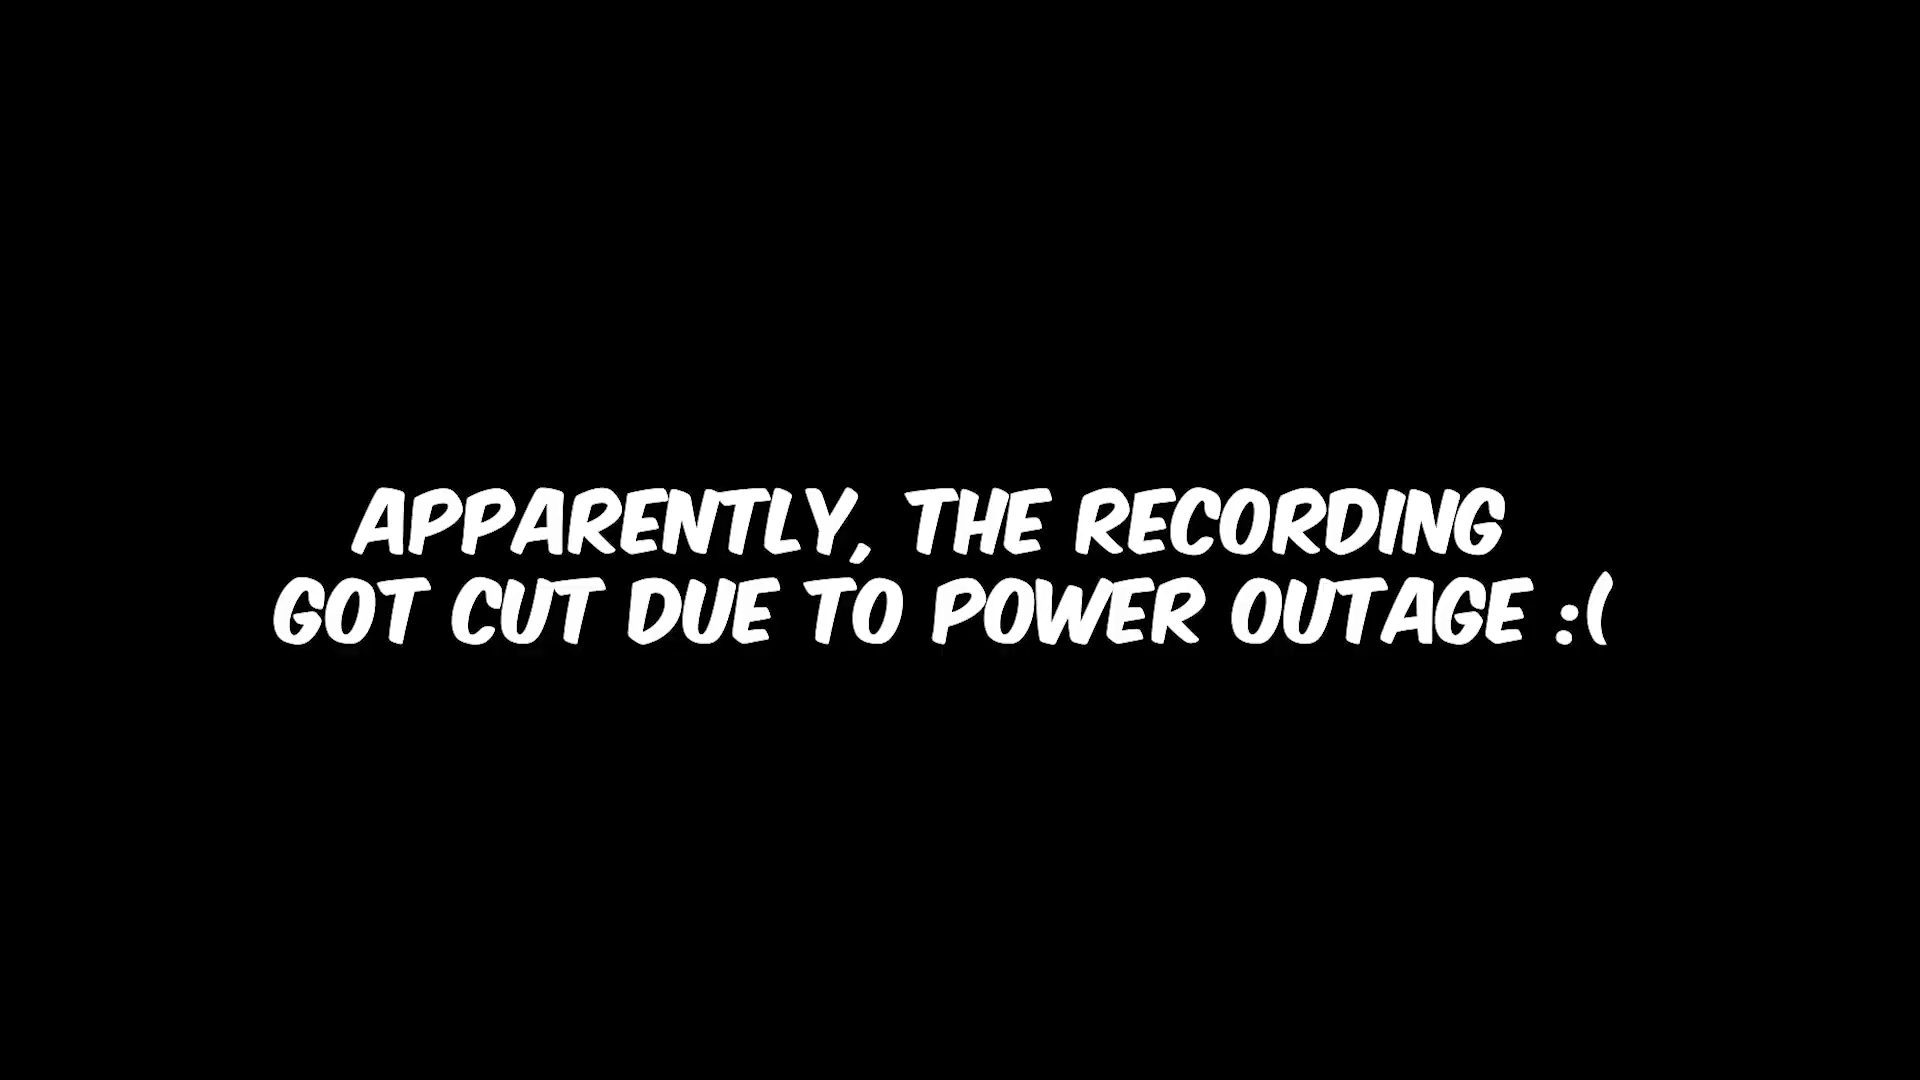 APPARENTLY, THE RECORDING
GOT CUT DUE TO POWER OUTAGE :(